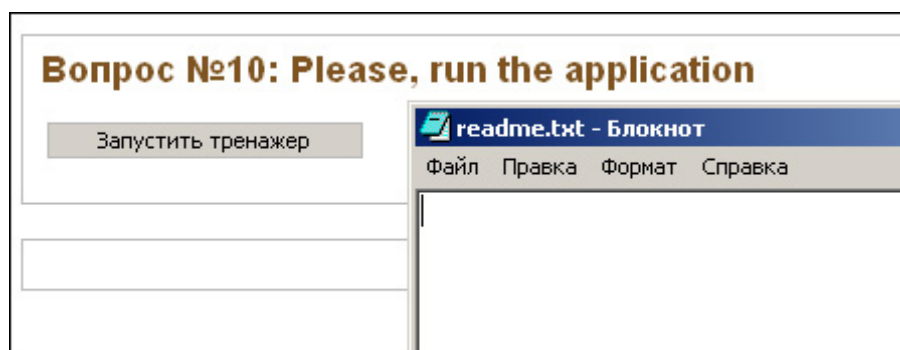 Вопрос №10: Please, run the application
Запустить тренажер
readme.txt - Блокнот
Файл Правка Формат Справка